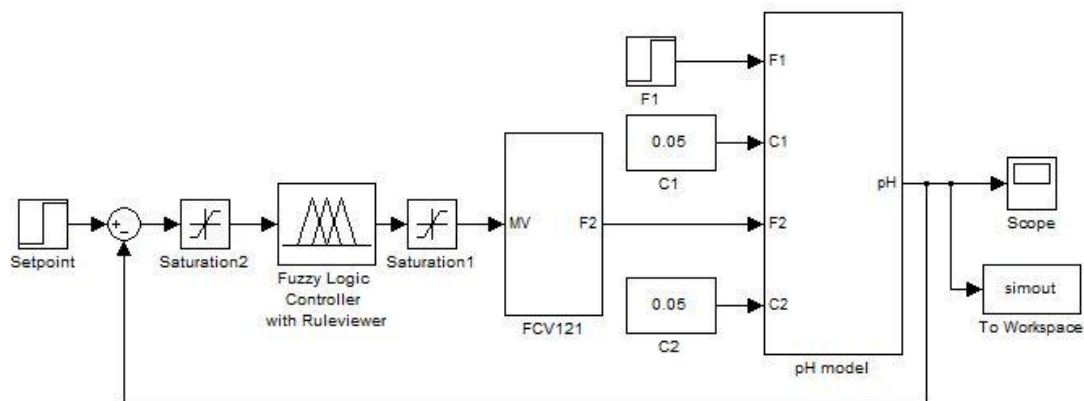 F1
F1
0.05
C1
C1
pH
Scope
Setpoint
Saturation2
Fuzzy Logic
Controller
with Ruleviewer
Saturation1
MV
F2
FCV121
F2
0.05
C2
C2
pH model
simout
To Workspace